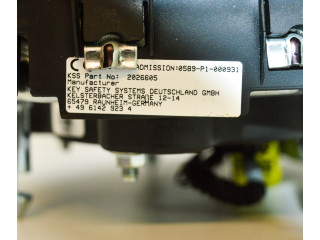 ADMISSION:0589-P1-000931
KSS Part No: 2026605
Manufacturer
KEY SAFETY SYSTEMS DEUTSCHLAND GMBH
KELSTERBACHER STRAßE 12-14
65479 RAUNHEIM-GERMANY
+ 49 6142 923 4